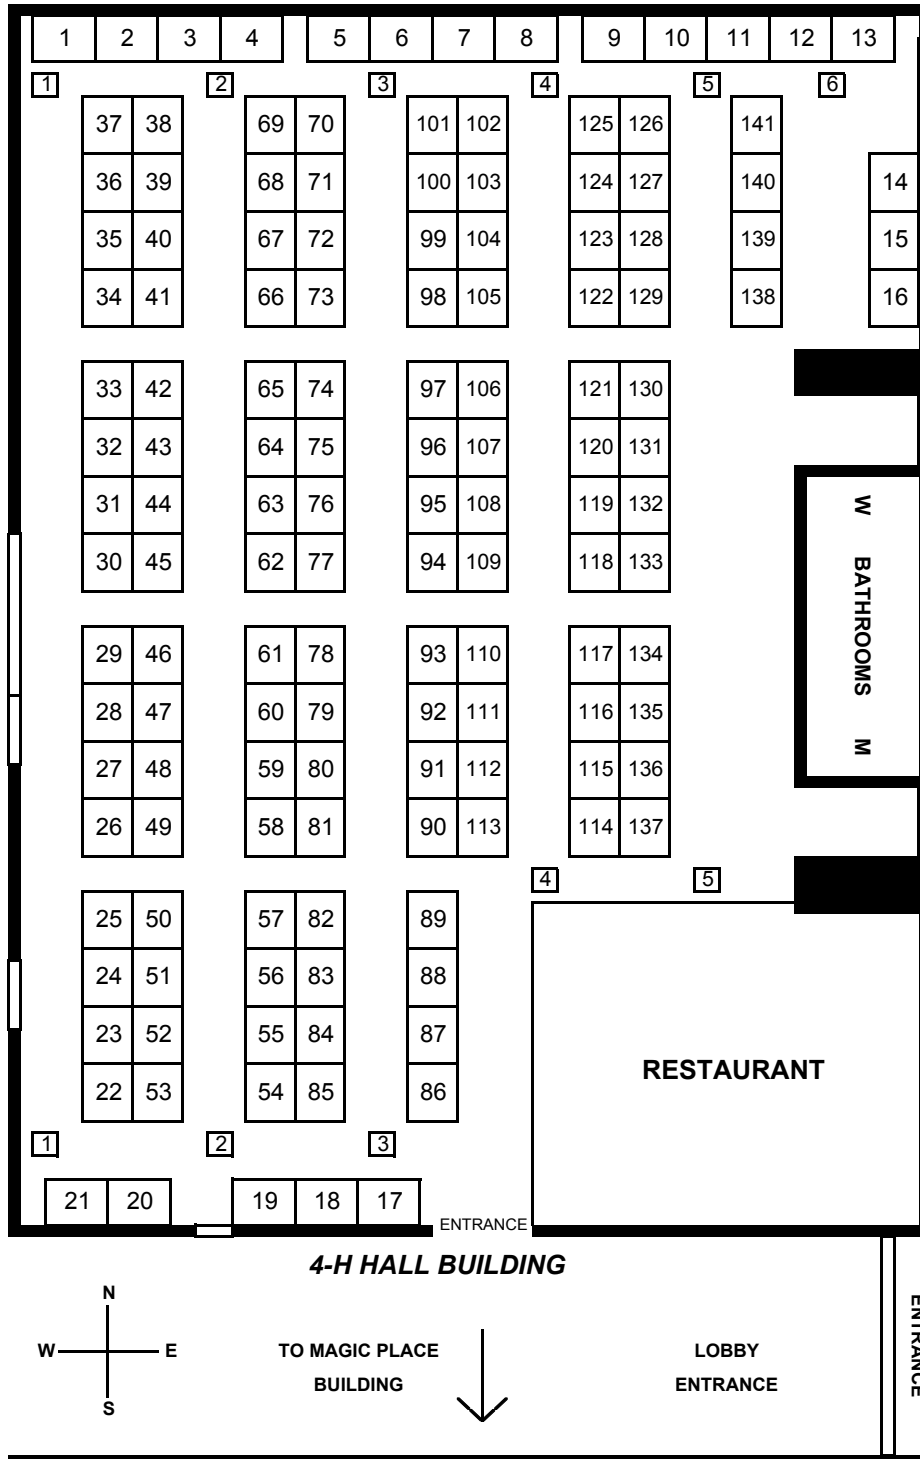 1 2 3 4 5 6 7 8 9 10 11 12 13
1 2 3 4 5 6
37 38 69 70 101 102 125 126 141
36 39 68 71 100 103 124 127 140 14
35 40 67 72 99 104 123 128 139 15
34 41 66 73 98 105 122 129 138 16
33 42 65 74 97 106 121 130
32 43 64 75 96 107 120 131
31 44 63 76 95 108 119 132
30 45 62 77 94 109 118 133
W BATHROOMS M
29 46 61 78 93 110 117 134
28 47 60 79 92 111 116 135
27 48 59 80 91 112 115 136
26 49 58 81 90 113 114 137
4 5
25 50 57 82 89
24 51 56 83 88
23 52 55 84 87
22 53 54 85 86
RESTAURANT
1 2 3
21 20 19 18 17
ENTRANCE
4-H HALL BUILDING
N
W E
S
TO MAGIC PLACE
BUILDING
LOBBY
ENTRANCE
ENTRANCE